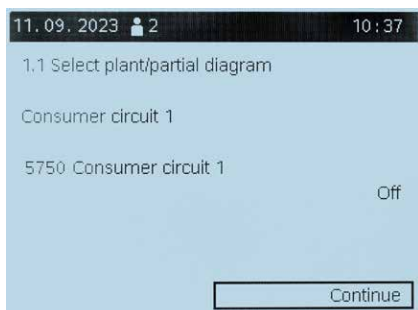 11.09.2023 2 10:37
1.1 Select plant/partial diagram
Consumer circuit 1
5750 Consumer circuit 1
Off
Continue